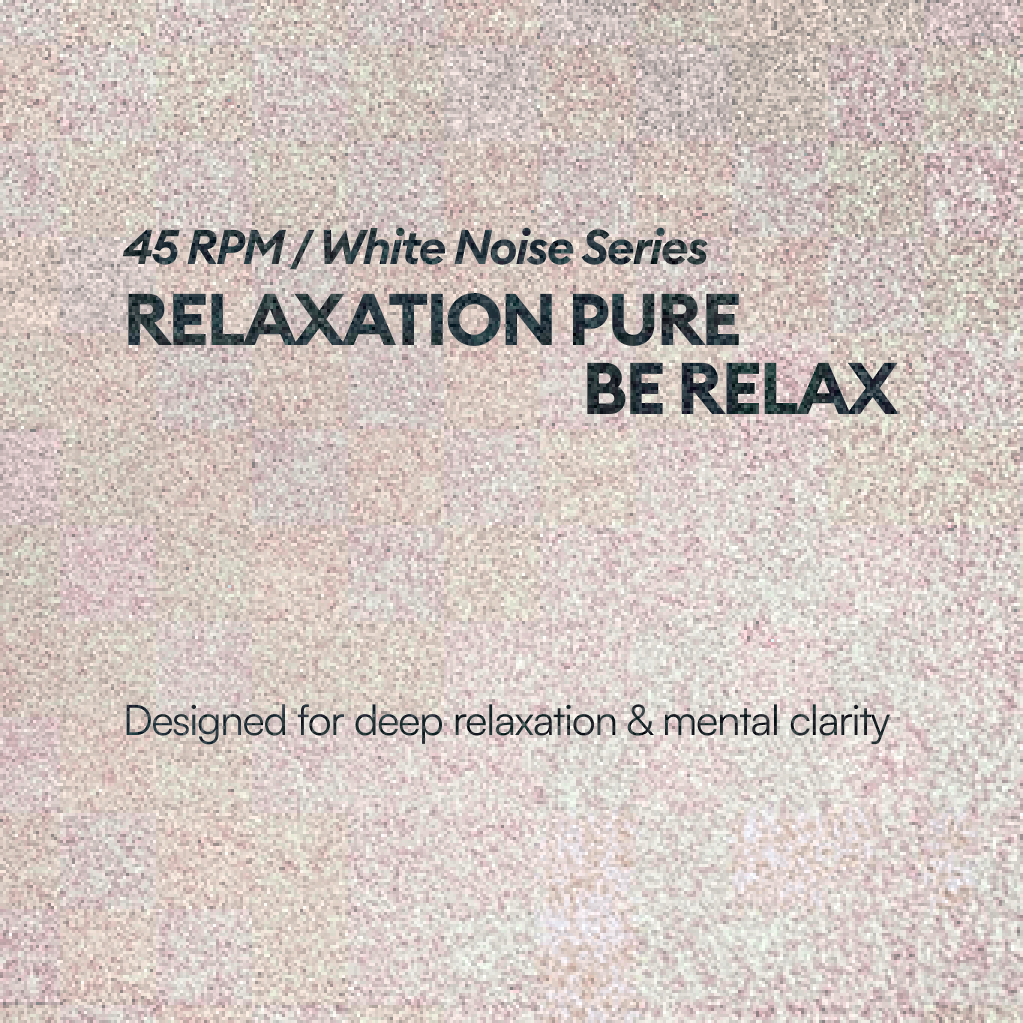 45 RPM / White Noise Series
RELAXATION PURE
BE RELAX
Designed for deep relaxation & mental clarity